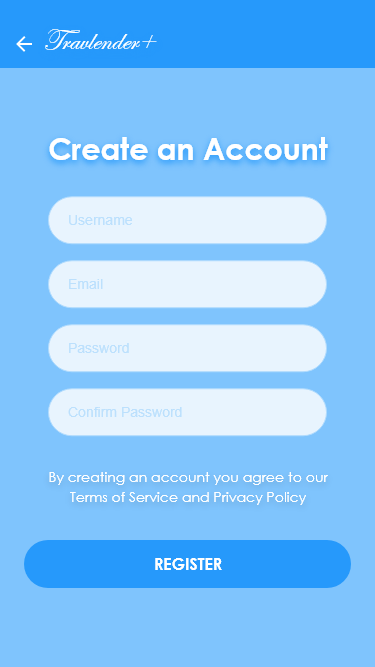 Travlender+
Create an Account
Username
Email
Password
Confirm Password
By creating an account you agree to our
Terms of Service and Privacy Policy
REGISTER